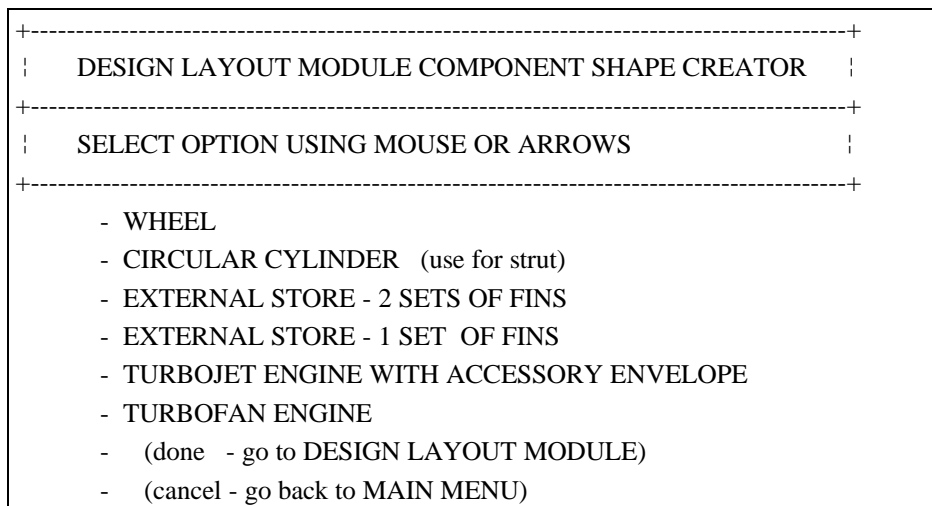 +------------------------------------------------------------------------------------------+
¦ DESIGN LAYOUT MODULE COMPONENT SHAPE CREATOR ¦
+------------------------------------------------------------------------------------------+
¦ SELECT OPTION USING MOUSE OR ARROWS ¦
+------------------------------------------------------------------------------------------+
- WHEEL
- CIRCULAR CYLINDER (use for strut)
- EXTERNAL STORE - 2 SETS OF FINS
- EXTERNAL STORE - 1 SET OF FINS
- TURBOJET ENGINE WITH ACCESSORY ENVELOPE
- TURBOFAN ENGINE
- (done - go to DESIGN LAYOUT MODULE)
- (cancel - go back to MAIN MENU)